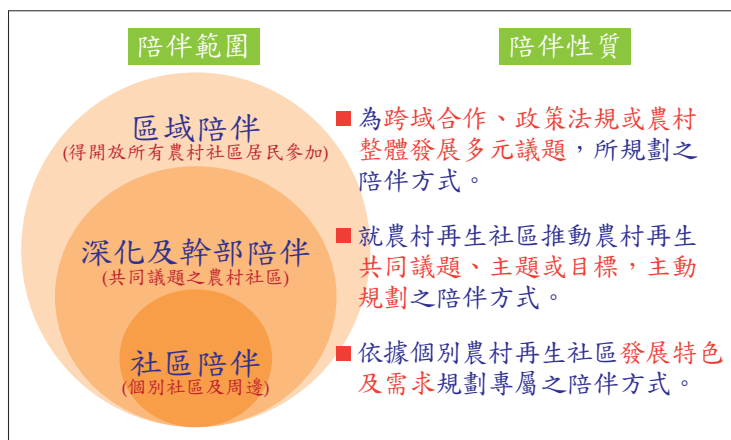 陪伴範圍
陪伴性質
區域陪伴
(得開放所有農村社區居民參加)
為跨域合作、政策法規或農村
整體發展多元議題，所規劃之
陪伴方式。
深化及幹部陪伴
(共同議題之農村社區)
就農村再生社區推動農村再生
共同議題、主題或目標，主動
規劃之陪伴方式。
社區陪伴
(個別社區及周邊)
依據個別農村再生社區發展特色
及需求規劃專屬之陪伴方式。